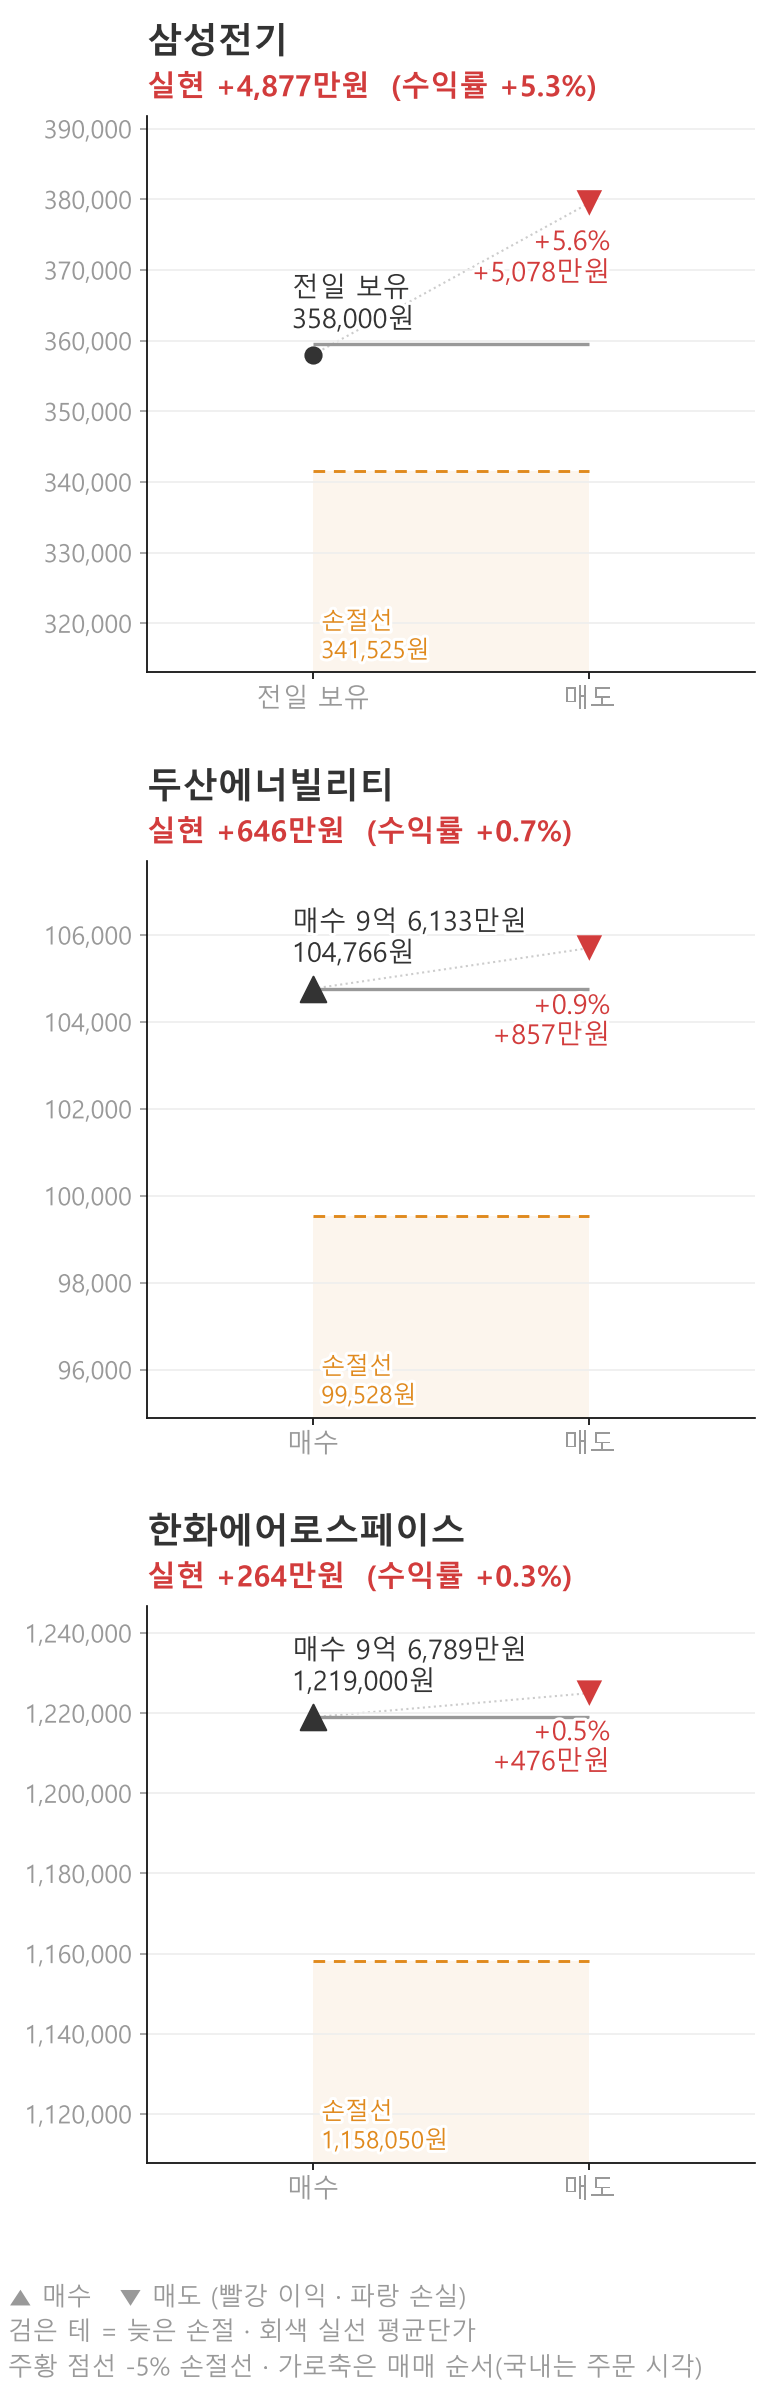 삼성전기
실현 +4,877만원 (수익률 +5.3%)
390,000
380,000
+5.6%
370,000
+5,078만원
전일 보유
358,000원
360,000
350,000
340,000
330,000
320,000
손절선
341,525원
전일 보유 매도
두산에너빌리티
실현 +646만원 (수익률 +0.7%)
매수 9억 6,133만원
106,000
104,766원
+0.9%
104,000
+857만원
102,000
100,000
98,000
96,000
손절선
99,528원
매수 매도
한화에어로스페이스
실현 +264만원 (수익률 +0.3%)
1,240,000
매수 9억 6,789만원
1,219,000원
1,220,000
+0.5%
+476만원
1,200,000
1,180,000
1,160,000
1,140,000
1,120,000
손절선
1,158,050원
매수 매도
▲ 매수 ▼ 매도 (빨강 이익 · 파랑 손실)
검은 테 = 늦은 손절 · 회색 실선 평균단가
주황 점선 -5% 손절선 · 가로축은 매매 순서(국내는 주문 시각)